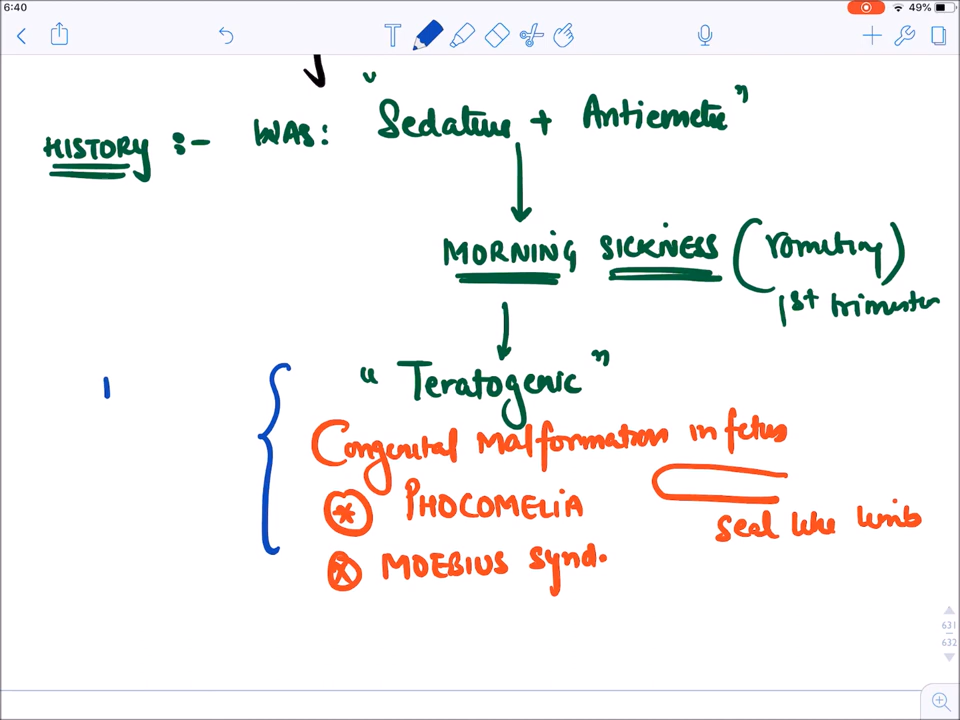 6:40
49%
T
HISTORY :- WAS: "Sedative + Antiemetic"
MORNING SICKNESS (Vomiting)
1st trimester
"Teratogenic"
Congenital Malformation in fetus
* PHOCOMELIA
seal like limb
MOEBIUS Synd.
631
632